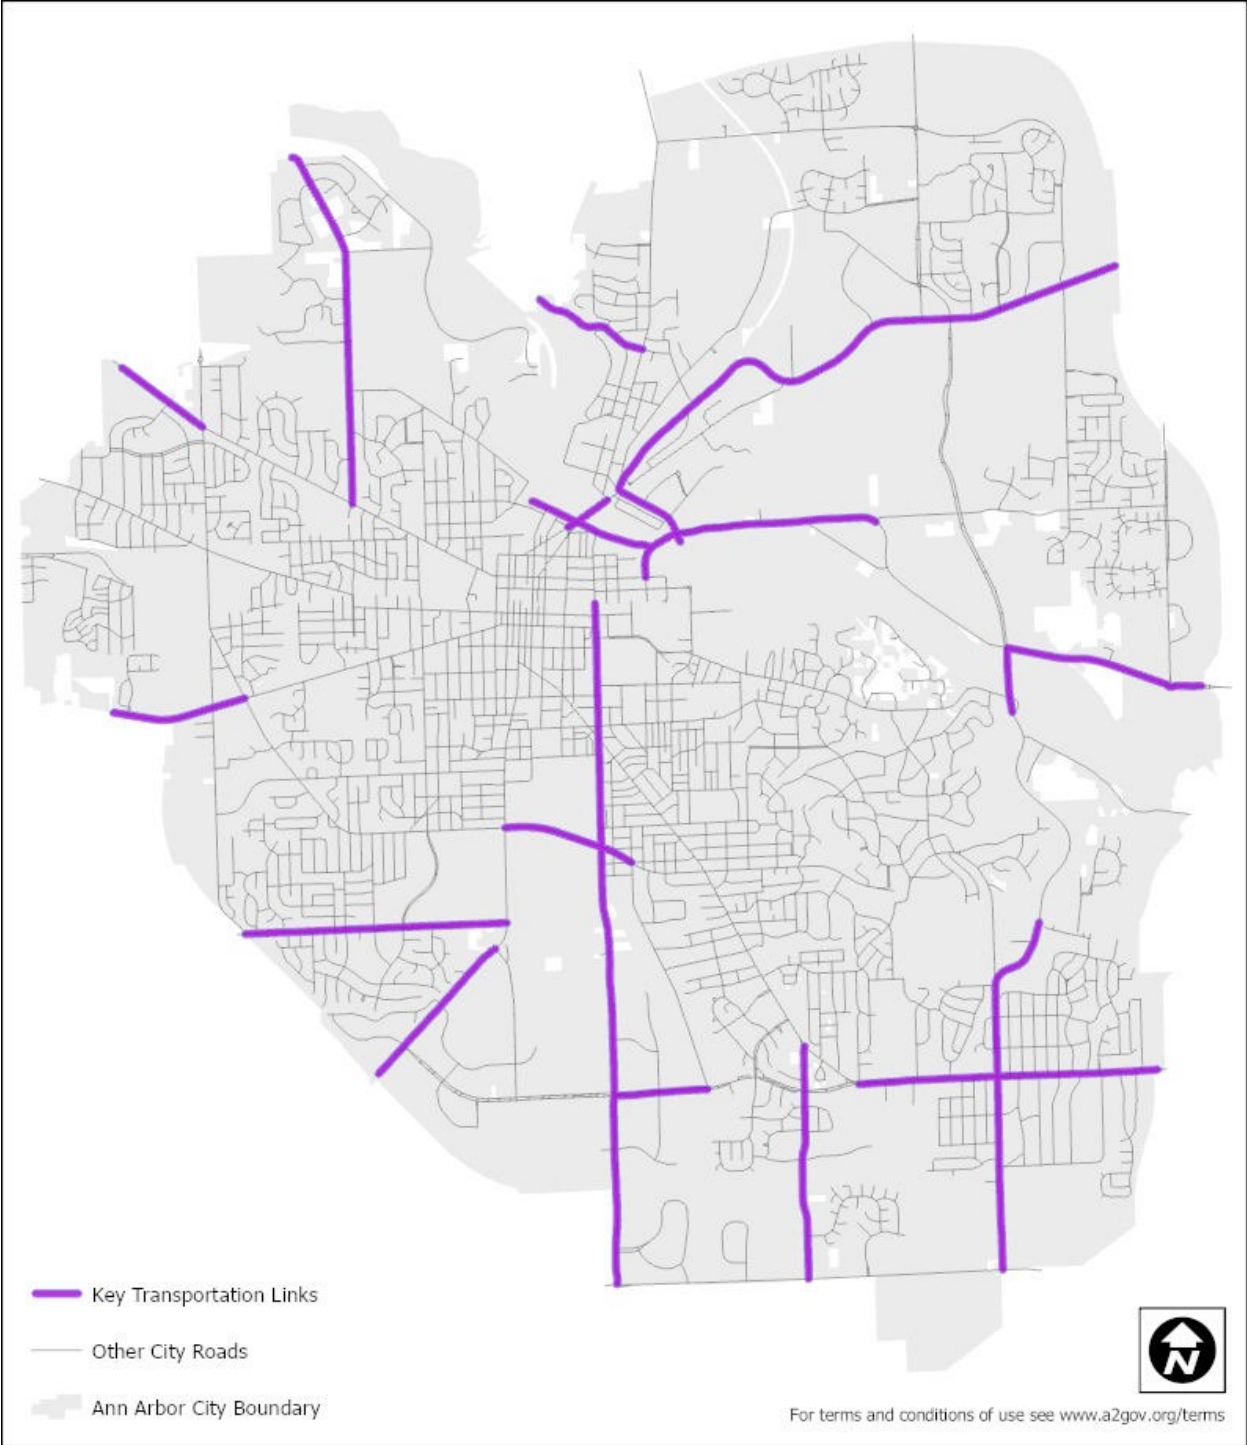 Key Transportation Links
Other City Roads
Ann Arbor City Boundary
N
For terms and conditions of use see www.a2gov.org/terms